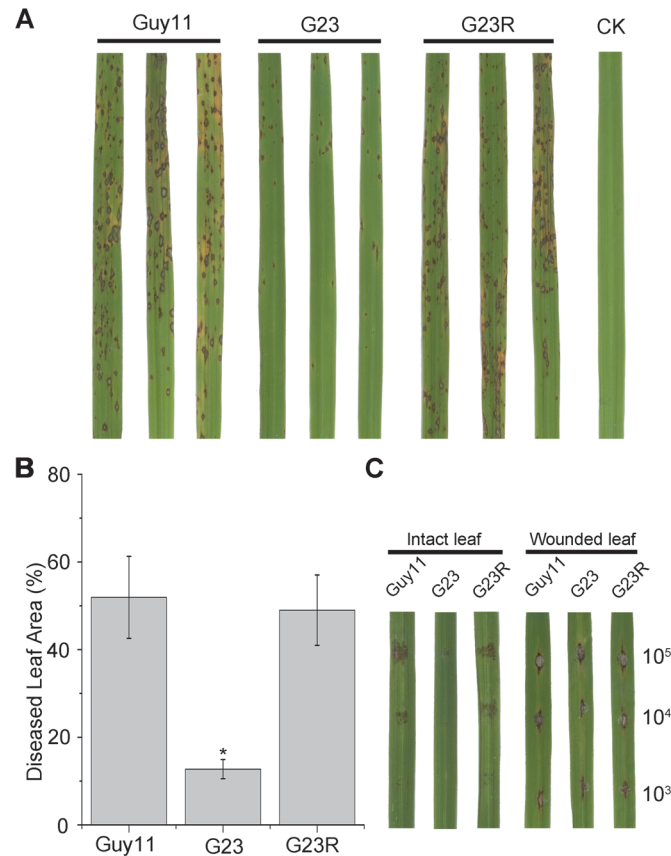 A
Guy11 G23 G23R CK
B
80
60
40
20
0
Diseased Leaf Area (%)
*
Guy11 G23 G23R
C
Intact leaf Wounded leaf
Guy11 G23 G23R Guy11 G23 G23R
10⁵
10⁴
10³